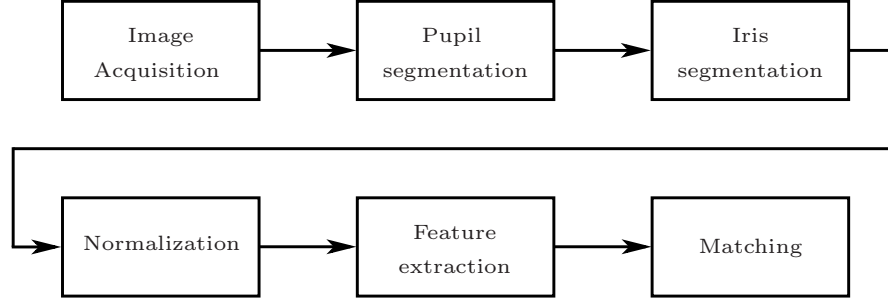 Image
Acquisition
Pupil
segmentation
Iris
segmentation
Normalization
Feature
extraction
Matching